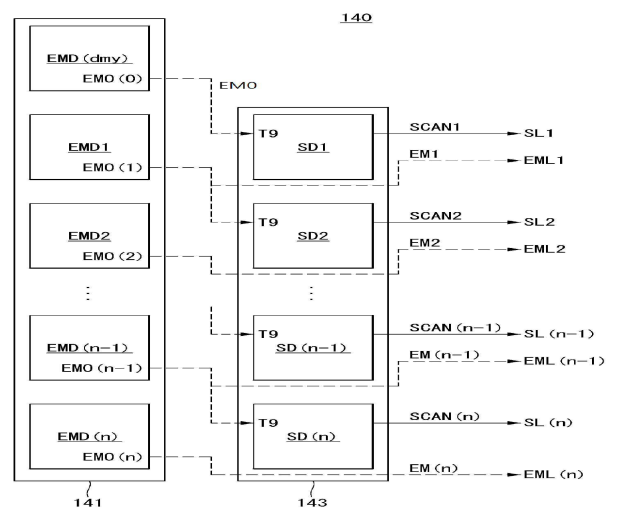 140
EMD(dmy)
EMO(0)
EM0
T9
SD1
SCAN1
SL1
EMD1
EMO(1)
EM1
EML1
T9
SD2
SCAN2
SL2
EMD2
EMO(2)
EM2
EML2
T9
SD(n-1)
SCAN(n-1)
SL(n-1)
EMD(n-1)
EMO(n-1)
EM(n-1)
EML(n-1)
T9
SD(n)
SCAN(n)
SL(n)
EMD(n)
EMO(n)
EM(n)
EML(n)
141
143